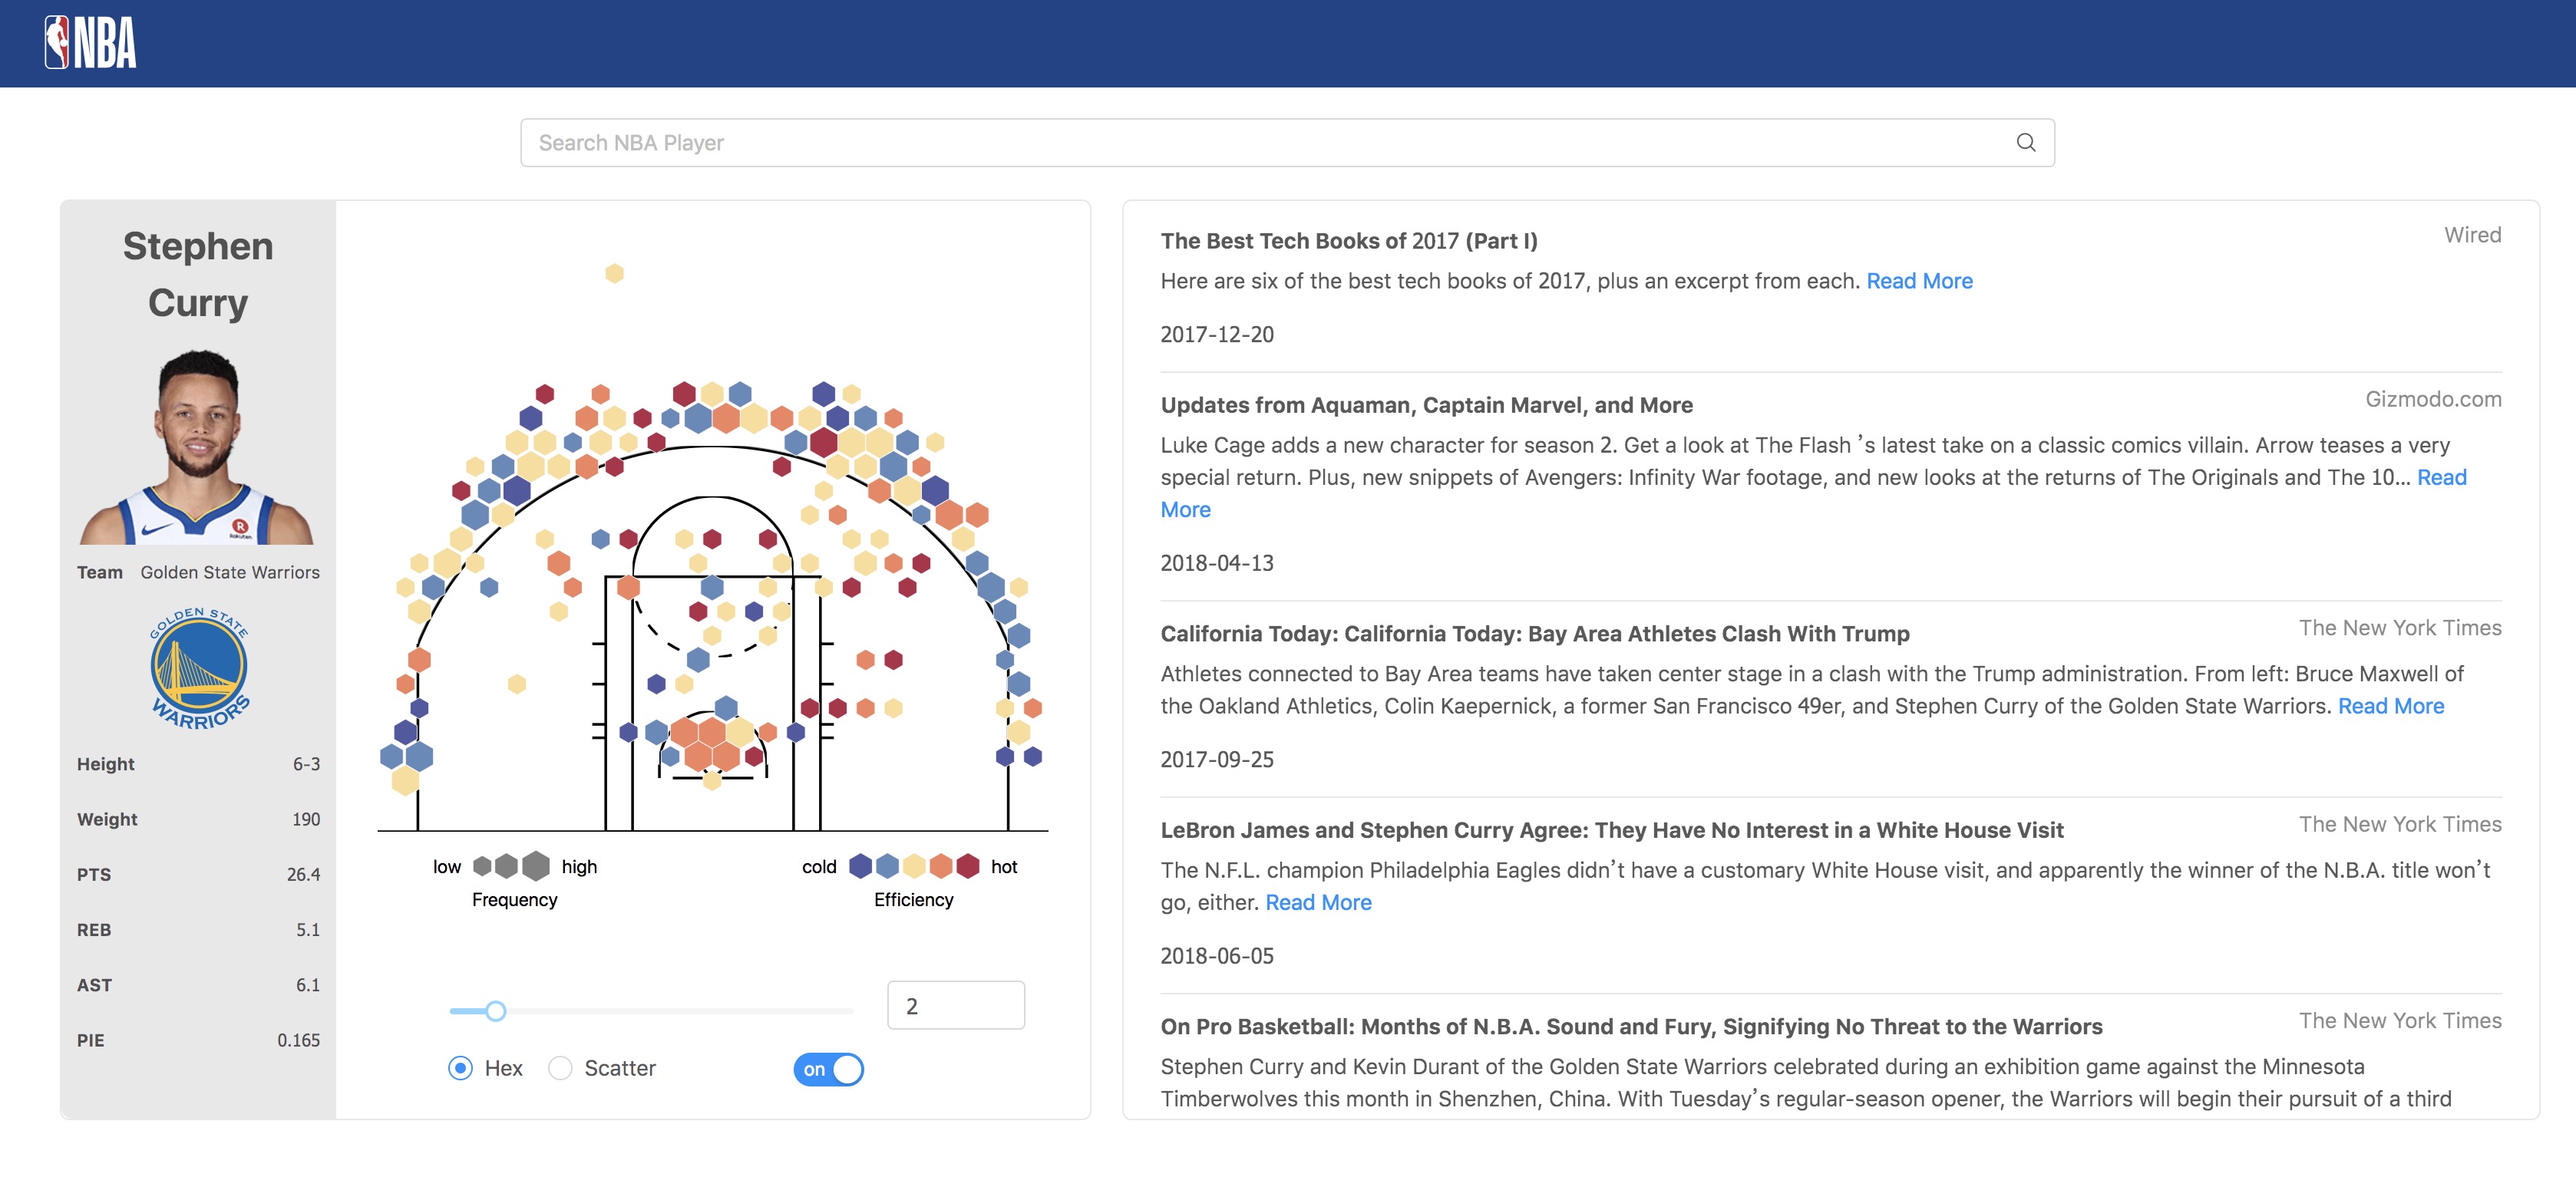 NBA
Search NBA Player
Stephen
Curry
R
Rakuten
Team Golden State Warriors
GOLDEN STATE
WARRIORS
Height 6-3
Weight 190
PTS 26.4
REB 5.1
AST 6.1
PIE 0.165
low high
Frequency
cold hot
Efficiency
2
Hex Scatter on
The Best Tech Books of 2017 (Part I) Wired
Here are six of the best tech books of 2017, plus an excerpt from each. Read More
2017-12-20
Updates from Aquaman, Captain Marvel, and More Gizmodo.com
Luke Cage adds a new character for season 2. Get a look at The Flash ’s latest take on a classic comics villain. Arrow teases a very
special return. Plus, new snippets of Avengers: Infinity War footage, and new looks at the returns of The Originals and The 10... Read
More
2018-04-13
California Today: California Today: Bay Area Athletes Clash With Trump The New York Times
Athletes connected to Bay Area teams have taken center stage in a clash with the Trump administration. From left: Bruce Maxwell of
the Oakland Athletics, Colin Kaepernick, a former San Francisco 49er, and Stephen Curry of the Golden State Warriors. Read More
2017-09-25
LeBron James and Stephen Curry Agree: They Have No Interest in a White House Visit The New York Times
The N.F.L. champion Philadelphia Eagles didn’t have a customary White House visit, and apparently the winner of the N.B.A. title won’t
go, either. Read More
2018-06-05
On Pro Basketball: Months of N.B.A. Sound and Fury, Signifying No Threat to the Warriors The New York Times
Stephen Curry and Kevin Durant of the Golden State Warriors celebrated during an exhibition game against the Minnesota
Timberwolves this month in Shenzhen, China. With Tuesday’s regular-season opener, the Warriors will begin their pursuit of a third